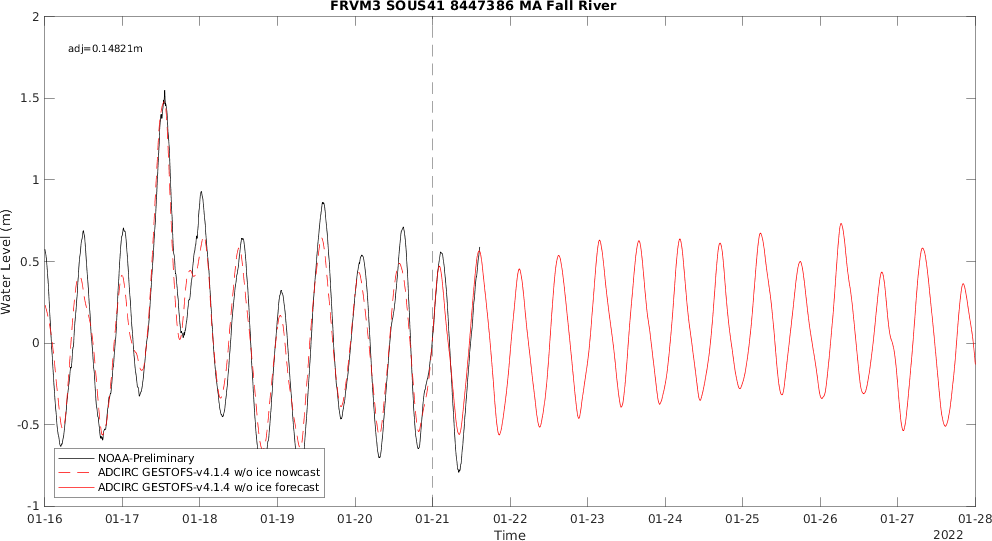 FRVM3 SOUS41 8447386 MA Fall River
adj=0.14821m
2
1.5
1
0.5
0
-0.5
-1
Water Level (m)
NOAA-Preliminary
ADCIRC GESTOFS-v4.1.4 w/o ice nowcast
ADCIRC GESTOFS-v4.1.4 w/o ice forecast
01-16 01-17 01-18 01-19 01-20 01-21 01-22 01-23 01-24 01-25 01-26 01-27 01-28
Time
2022